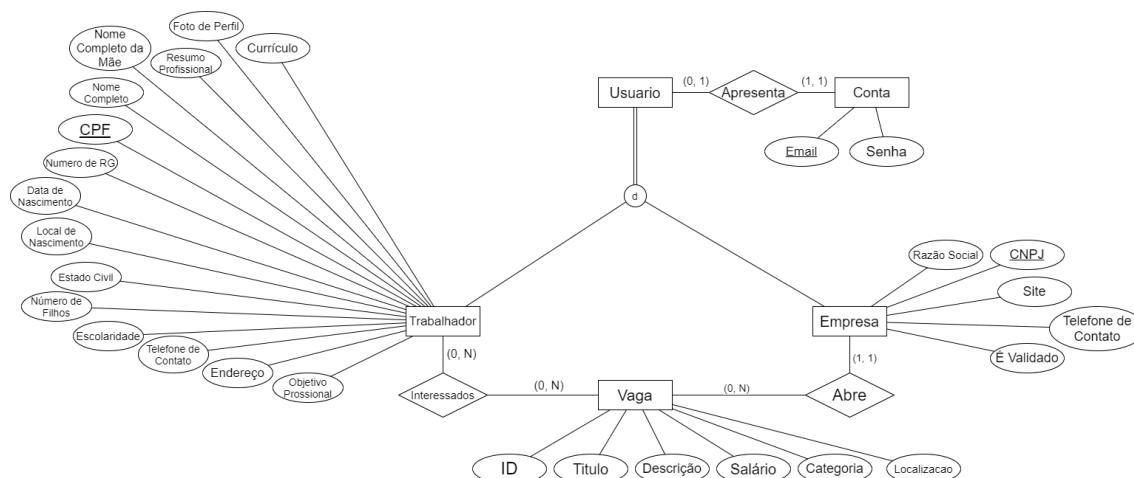 Foto de Perfil
Nome
Completo da
Mãe
Currículo
Resumo
Profissional
Nome
Completo
CPF
Numero de RG
Data de
Nascimento
Local de
Nascimento
Estado Civil
Número de
Filhos
Escolaridade
Telefone de
Contato
Endereço
Objetivo
Prossional
Trabalhador
Usuario
(0, 1)
Apresenta
(1, 1)
Conta
Email
Senha
d
Razão Social
CNPJ
Site
Telefone de
Contato
É Validado
Empresa
(0, N)
(1, 1)
Interessados
(0, N)
Vaga
(0, N)
Abre
ID
Titulo
Descrição
Salário
Categoria
Localizacao